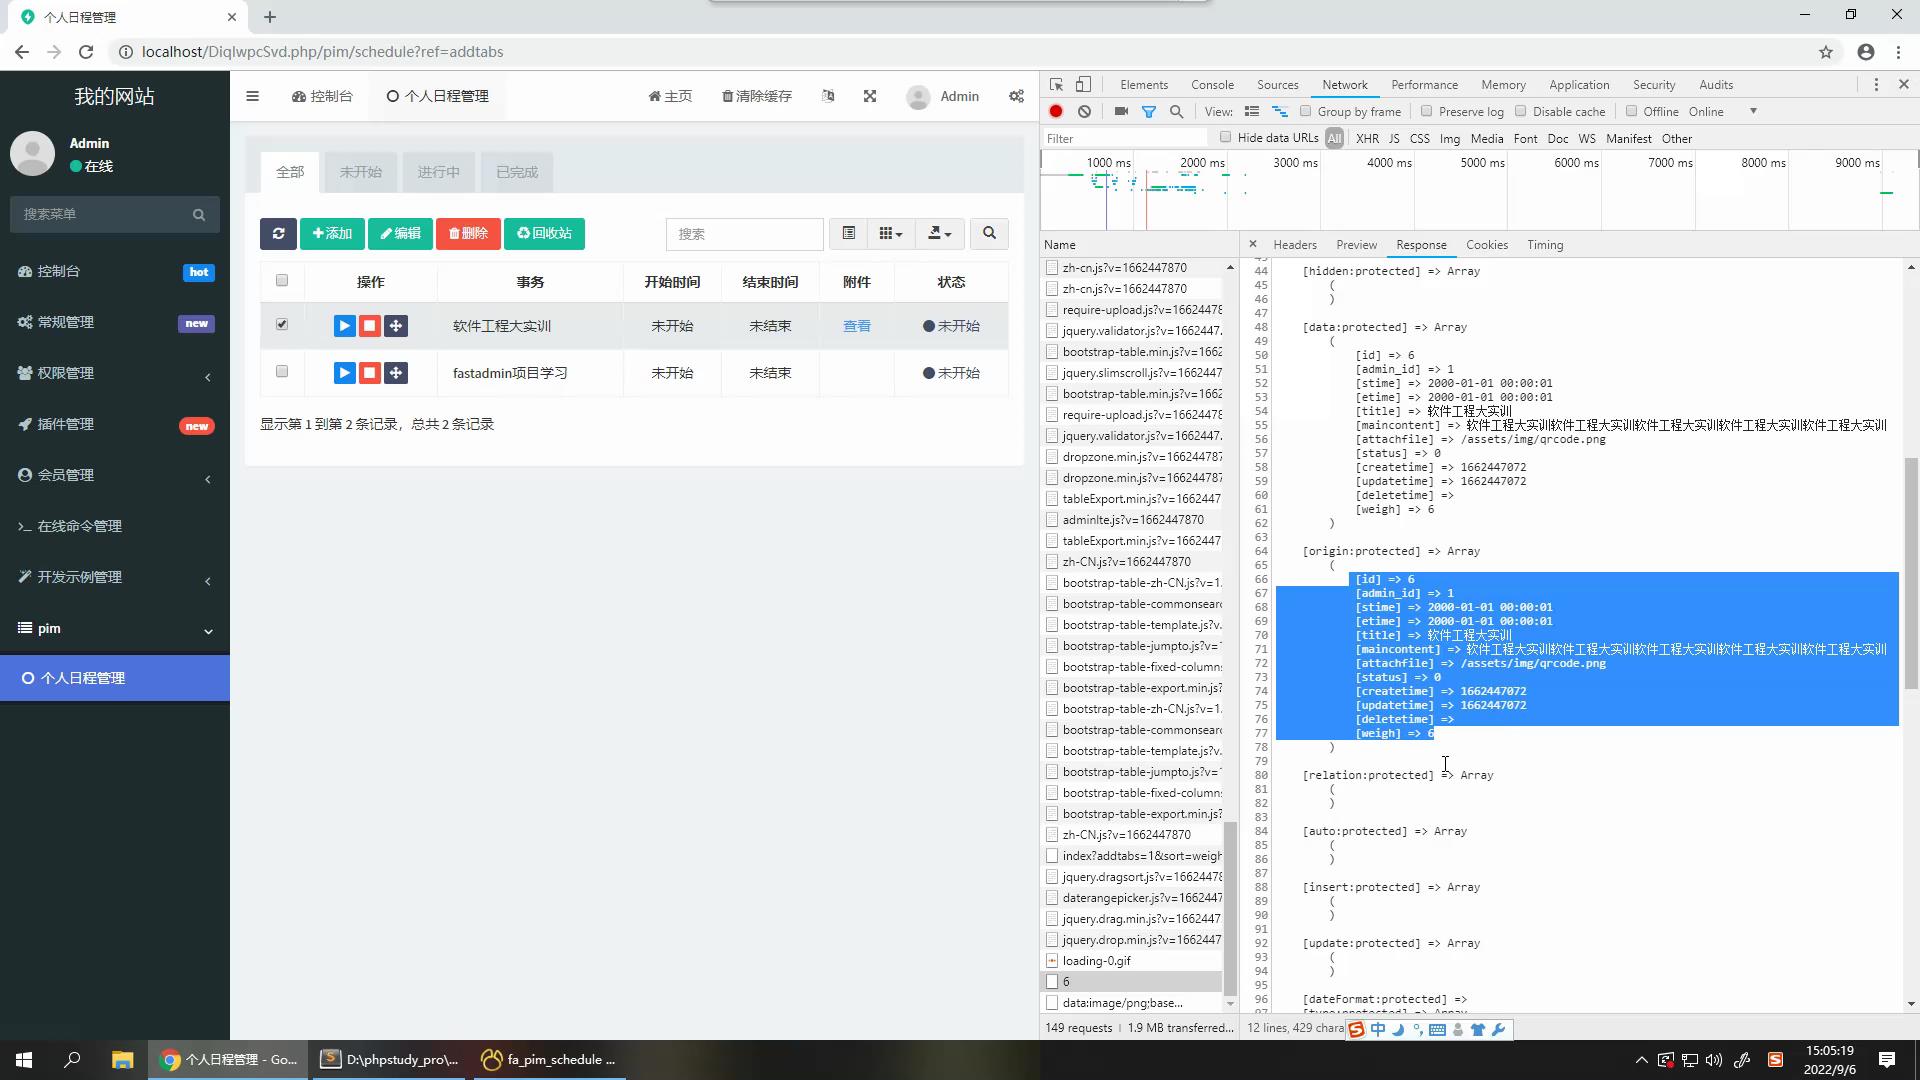 个人日程管理
localhost/DiqlwpcSvd.php/pim/schedule?ref=addtabs
我的网站
Admin
在线
搜索菜单
控制台 hot
常规管理 new
权限管理
插件管理 new
会员管理
在线命令管理
开发示例管理
pim
个人日程管理
控制台
个人日程管理
主页
清除缓存
Admin
全部
未开始
进行中
已完成
添加
编辑
删除
回收站
搜索
操作 事务 开始时间 结束时间 附件 状态
软件工程大实训 未开始 未结束 查看 未开始
fastadmin项目学习 未开始 未结束 未开始
显示第 1 到第 2 条记录，总共 2 条记录
Elements Console Sources Network Performance Memory Application Security Audits
View: Group by frame Preserve log Disable cache Offline Online
Filter Hide data URLs All XHR JS CSS Img Media Font Doc WS Manifest Other
1000 ms 2000 ms 3000 ms 4000 ms 5000 ms 6000 ms 7000 ms 8000 ms 9000 ms
Name
zh-cn.js?v=1662447870
zh-cn.js?v=1662447870
require-upload.js?v=16624478
jquery.validator.js?v=1662447.
bootstrap-table.min.js?v=1662
jquery.slimscroll.js?v=1662447
bootstrap-table.min.js?v=1662
require-upload.js?v=16624478
jquery.validator.js?v=1662447.
dropzone.min.js?v=166244787
dropzone.min.js?v=166244787
tableExport.min.js?v=1662447
adminlte.js?v=1662447870
tableExport.min.js?v=1662447
zh-CN.js?v=1662447870
bootstrap-table-zh-CN.js?v=1.
bootstrap-table-commonsearc
bootstrap-table-template.js?v.
bootstrap-table-jumpto.js?v=1
bootstrap-table-fixed-columns
bootstrap-table-export.min.js?
bootstrap-table-zh-CN.js?v=1.
bootstrap-table-commonsearc
bootstrap-table-template.js?v.
bootstrap-table-jumpto.js?v=1
bootstrap-table-fixed-columns
bootstrap-table-export.min.js?
zh-CN.js?v=1662447870
index?addtabs=1&sort=weigh
jquery.dragsort.js?v=16624478
daterangepicker.js?v=1662447
jquery.drag.min.js?v=1662447
jquery.drop.min.js?v=1662447
loading-0.gif
6
data:image/png;base...
149 requests 1.9 MB transferred...
Headers Preview Response Cookies Timing
44 [hidden:protected] => Array
45 (
46 )
47
48 [data:protected] => Array
49 (
50 [id] => 6
51 [admin_id] => 1
52 [stime] => 2000-01-01 00:00:01
53 [etime] => 2000-01-01 00:00:01
54 [title] => 软件工程大实训
55 [maincontent] => 软件工程大实训软件工程大实训软件工程大实训软件工程大实训软件工程大实训
56 [attachfile] => /assets/img/qrcode.png
57 [status] => 0
58 [createtime] => 1662447072
59 [updatetime] => 1662447072
60 [deletetime] =>
61 [weigh] => 6
62 )
63
64 [origin:protected] => Array
65 (
66 [id] => 6
67 [admin_id] => 1
68 [stime] => 2000-01-01 00:00:01
69 [etime] => 2000-01-01 00:00:01
70 [title] => 软件工程大实训
71 [maincontent] => 软件工程大实训软件工程大实训软件工程大实训软件工程大实训软件工程大实训
72 [attachfile] => /assets/img/qrcode.png
73 [status] => 0
74 [createtime] => 1662447072
75 [updatetime] => 1662447072
76 [deletetime] =>
77 [weigh] => 6
78 )
79
80 [relation:protected] => Array
81 (
82 )
83
84 [auto:protected] => Array
85 (
86 )
87
88 [insert:protected] => Array
89 (
90 )
91
92 [update:protected] => Array
93 (
94 )
95
96 [dateFormat:protected] =>
12 lines, 429 chara
中
个人日程管理 - Go...
D:\phpstudy_pro\...
fa_pim_schedule ...
15:05:19
2022/9/6